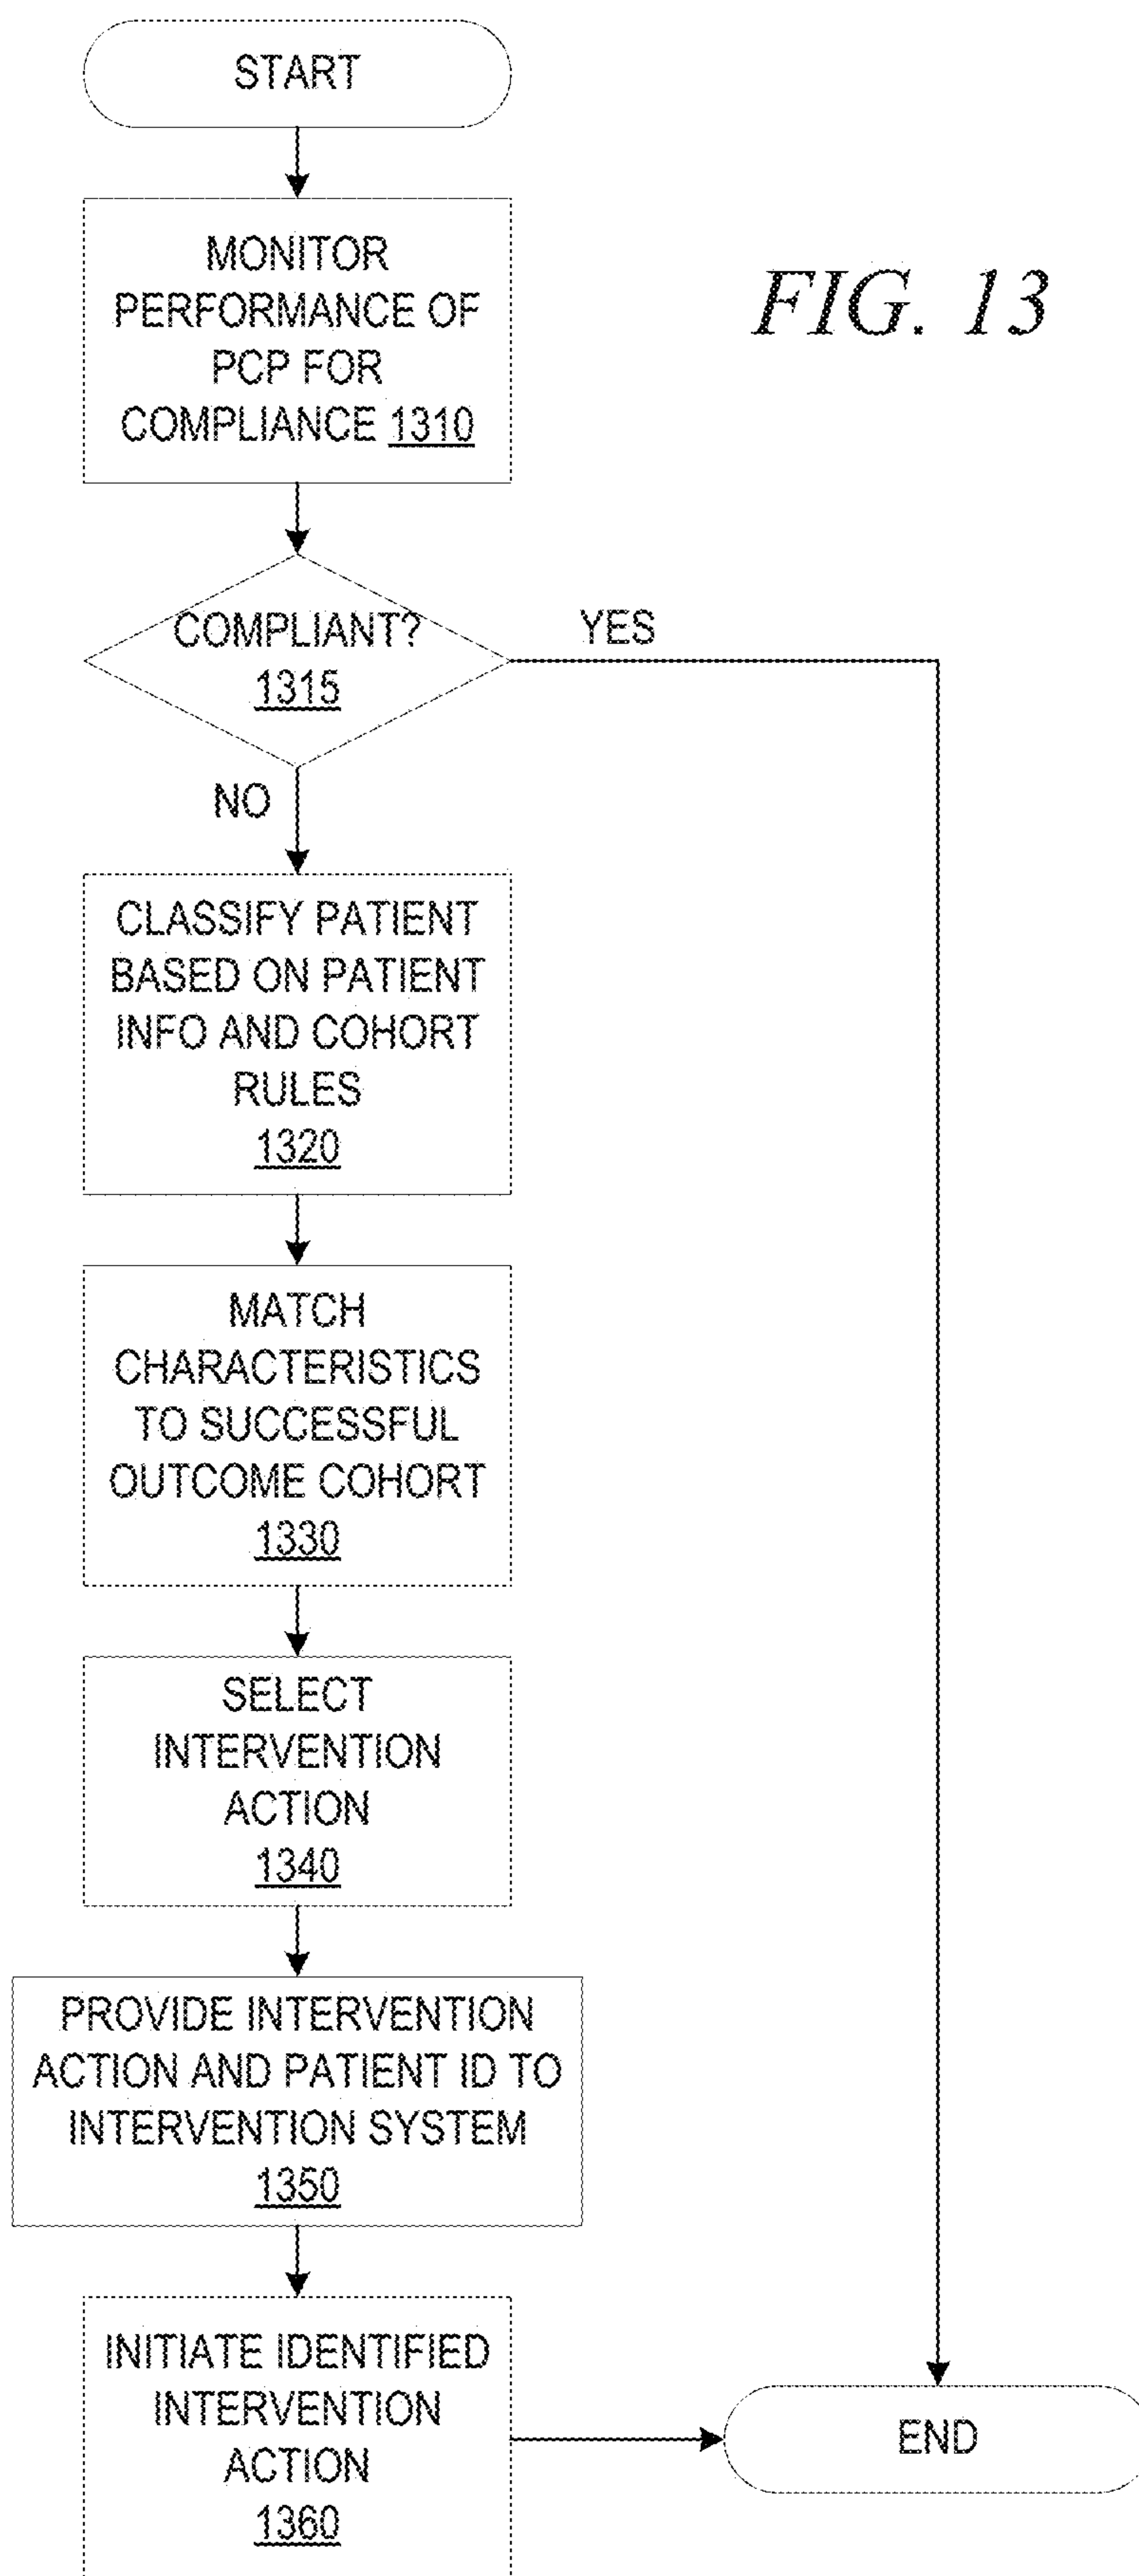 START
MONITOR
PERFORMANCE OF
PCP FOR
COMPLIANCE 1310
FIG. 13
COMPLIANT?
1315
YES
NO
CLASSIFY PATIENT
BASED ON PATIENT
INFO AND COHORT
RULES
1320
MATCH
CHARACTERISTICS
TO SUCCESSFUL
OUTCOME COHORT
1330
SELECT
INTERVENTION
ACTION
1340
PROVIDE INTERVENTION
ACTION AND PATIENT ID TO
INTERVENTION SYSTEM
1350
INITIATE IDENTIFIED
INTERVENTION
ACTION
1360
END